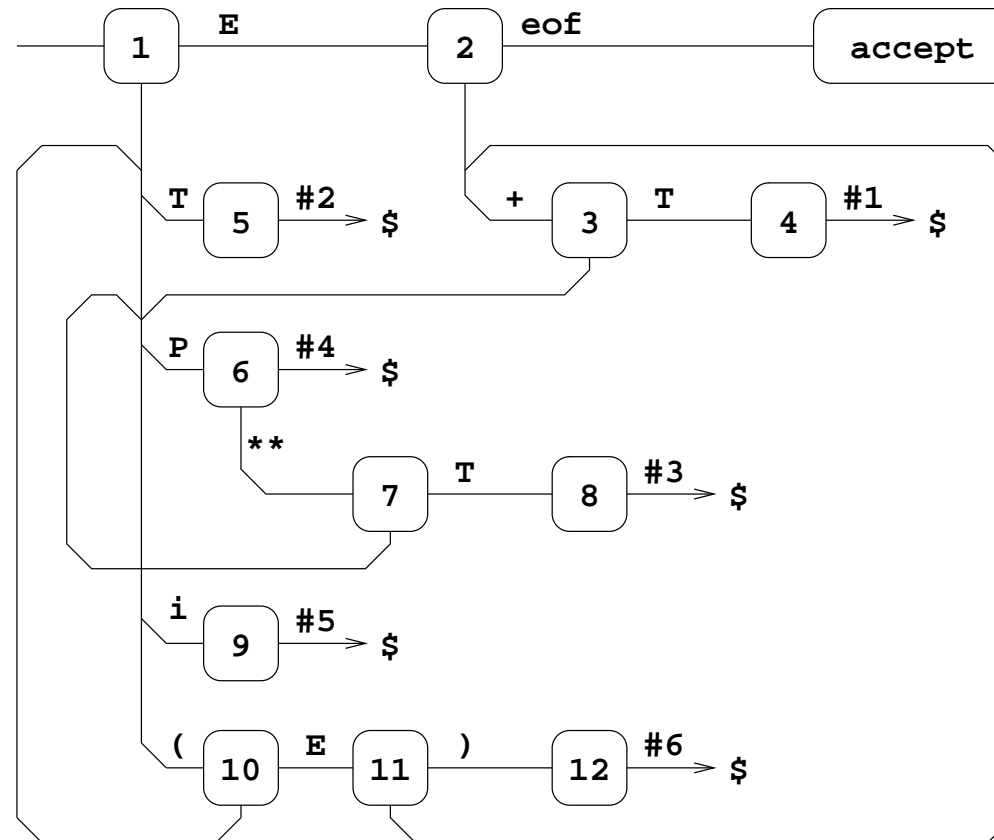 E eof
1 2 accept
T #2 + T #1
5 $ 3 4 $
P #4
6 $
**
T #3
7 8 $
i #5
9 $
( E ) #6
10 11 12 $